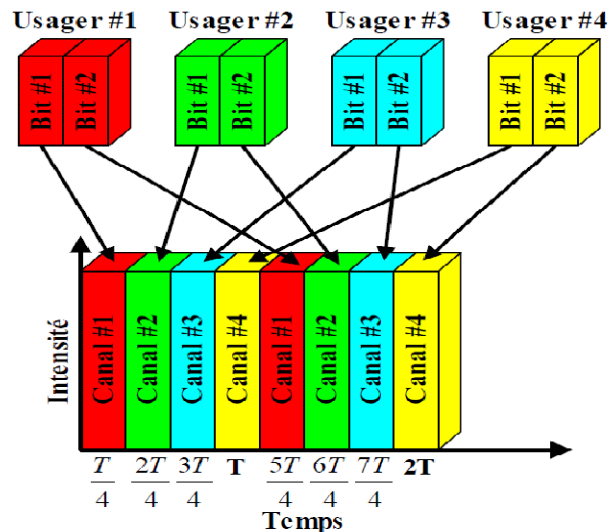 Usager #1 Usager #2 Usager #3 Usager #4
Bit #1 Bit #2 Bit #1 Bit #2 Bit #1 Bit #2 Bit #1 Bit #2
Intensité
Canal #1 Canal #2 Canal #3 Canal #4 Canal #1 Canal #2 Canal #3 Canal #4
T/4 2T/4 3T/4 T 5T/4 6T/4 7T/4 2T
Temps